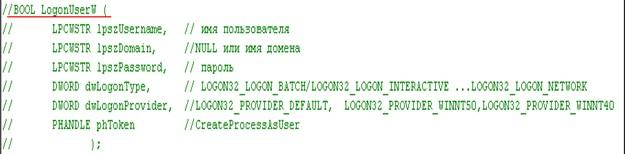 //BOOL LogonUserW (
// LPCWSTR lpszUsername, // имя пользователя
// LPCWSTR lpszDomain, //NULL или имя домена
// LPCWSTR lpszPassword, // пароль
// DWORD dwLogonType, // LOGON32_LOGON_BATCH/LOGON32_LOGON_INTERACTIVE ...LOGON32_LOGON_NETWORK
// DWORD dwLogonProvider, //LOGON32_PROVIDER_DEFAULT, LOGON32_PROVIDER_WINNT50,LOGON32_PROVIDER_WINNT40
// PHANDLE phToken //CreateProcessAsUser
// );